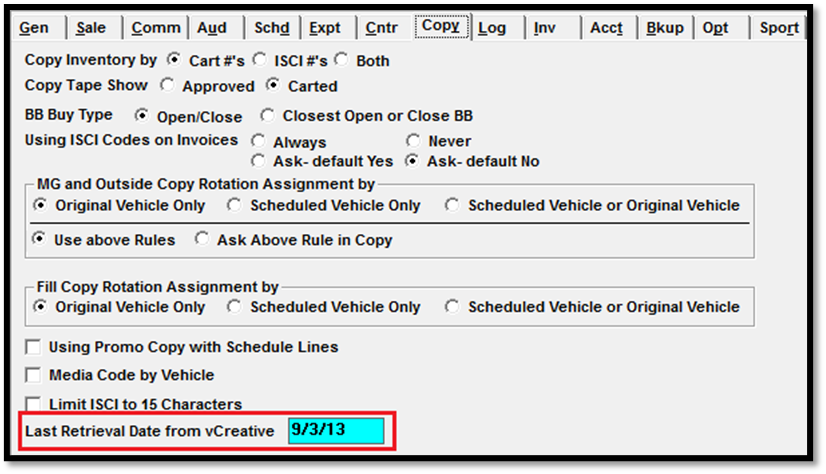 Gen Sale Comm Aud Schd Expt Cntr Copy Log Inv Acct Bkup Opt Sport
Copy Inventory by Cart #'s ISCI #'s Both
Copy Tape Show Approved Carted
BB Buy Type Open/Close Closest Open or Close BB
Using ISCI Codes on Invoices Always Never
Ask- default Yes Ask- default No
MG and Outside Copy Rotation Assignment by
Original Vehicle Only Scheduled Vehicle Only Scheduled Vehicle or Original Vehicle
Use above Rules Ask Above Rule in Copy
Fill Copy Rotation Assignment by
Original Vehicle Only Scheduled Vehicle Only Scheduled Vehicle or Original Vehicle
Using Promo Copy with Schedule Lines
Media Code by Vehicle
Limit ISCI to 15 Characters
Last Retrieval Date from vCreative 9/3/13